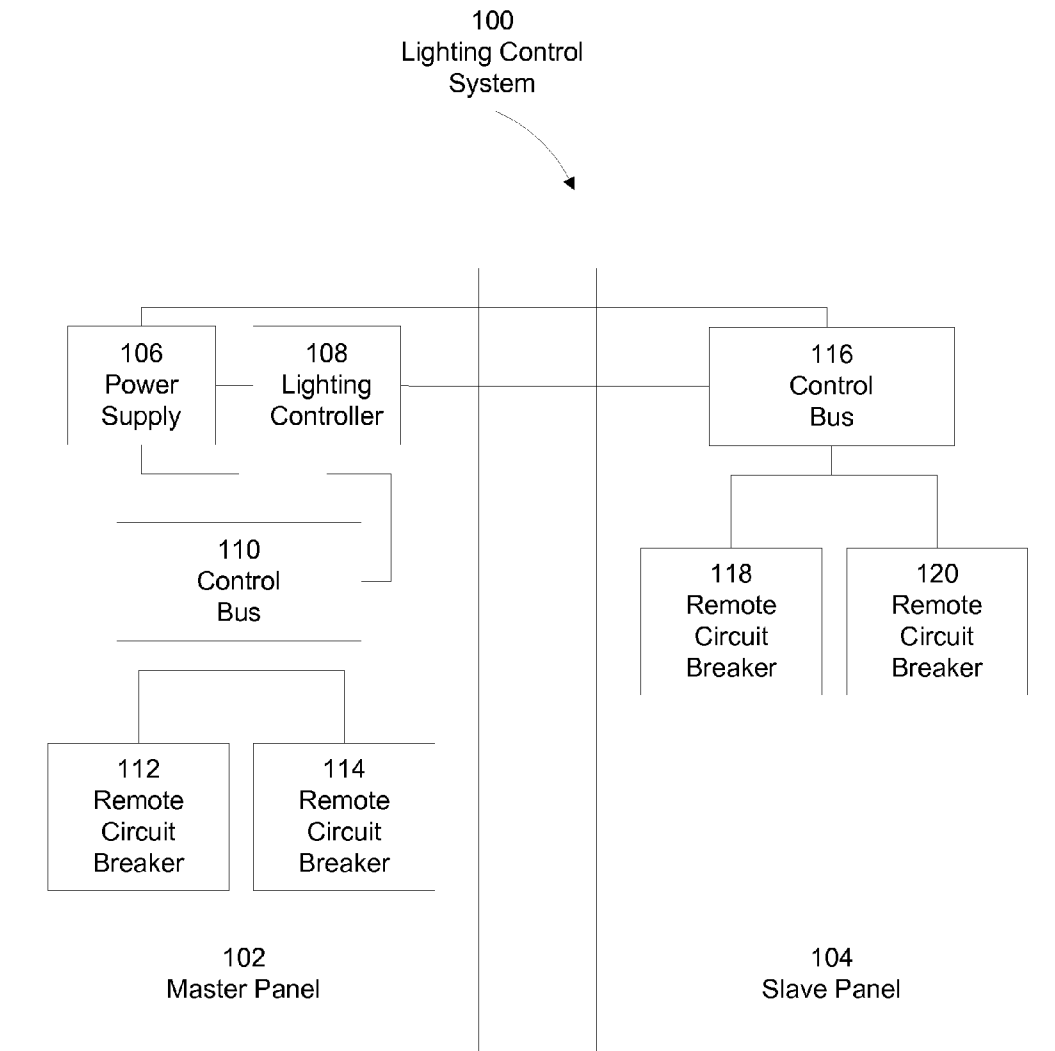 100
Lighting Control
System
106
Power
Supply
108
Lighting
Controller
116
Control
Bus
110
Control
Bus
118
Remote
Circuit
Breaker
120
Remote
Circuit
Breaker
112
Remote
Circuit
Breaker
114
Remote
Circuit
Breaker
102
Master Panel
104
Slave Panel